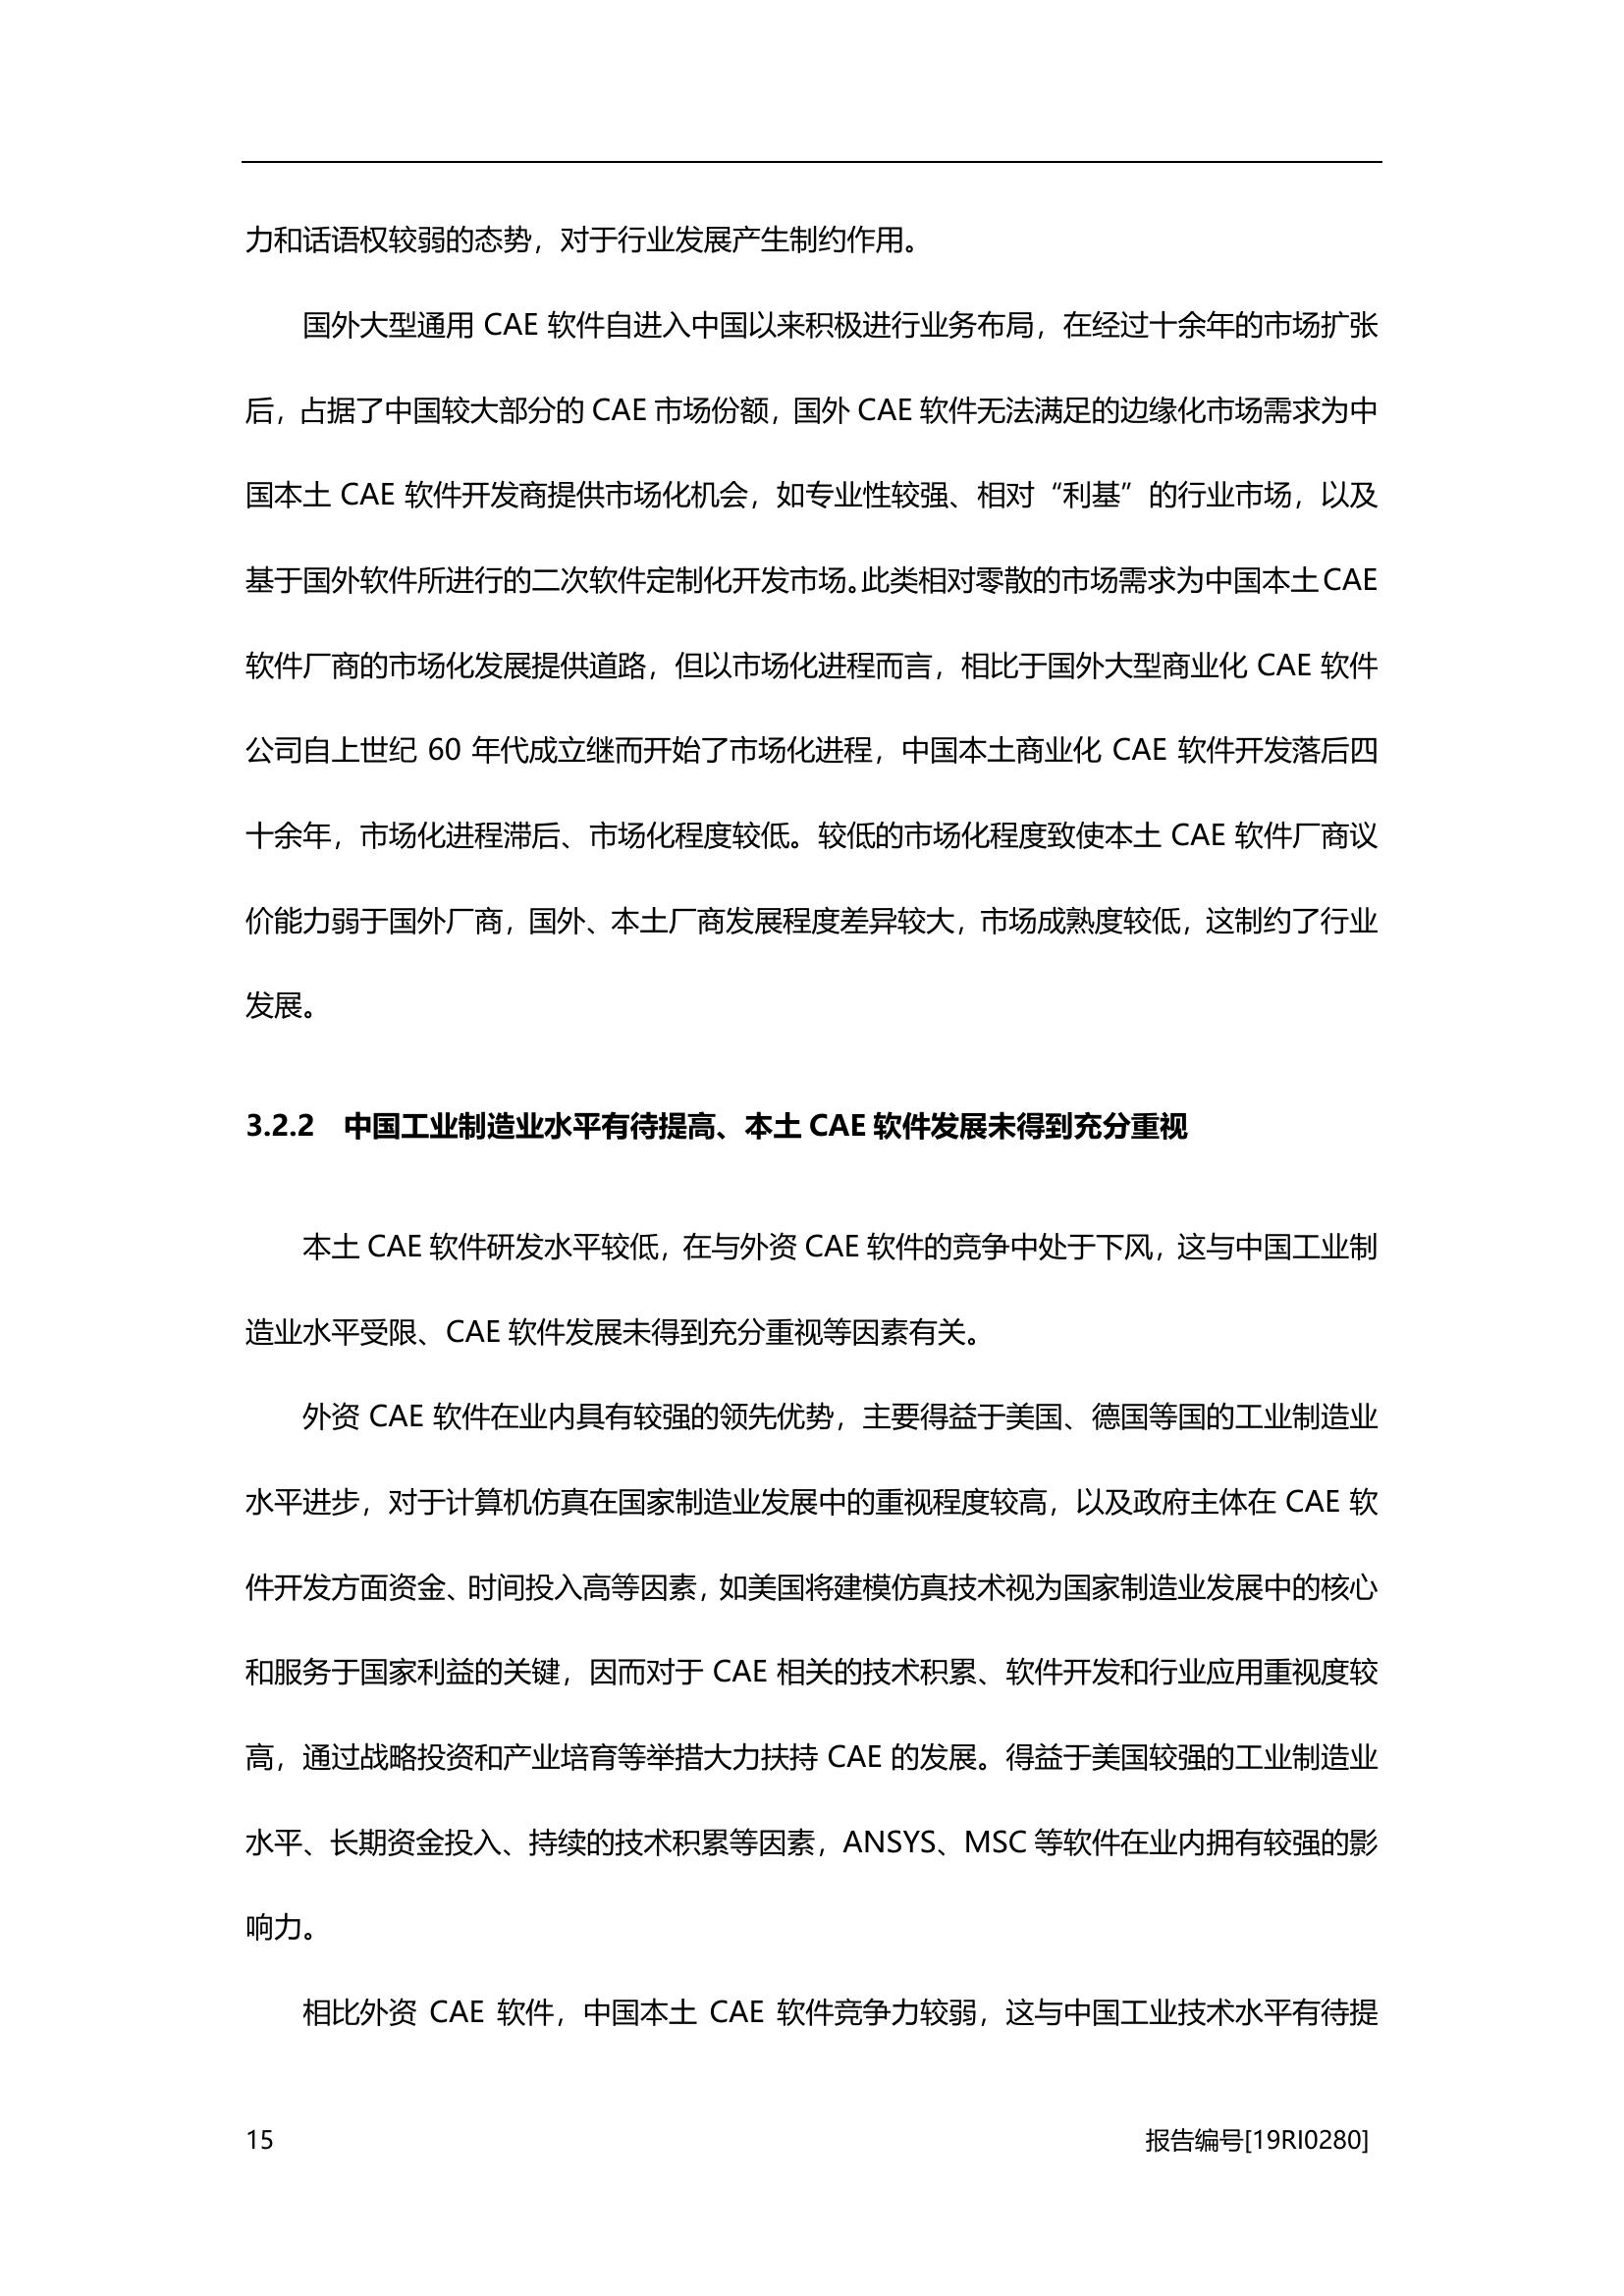 力和话语权较弱的态势，对于行业发展产生制约作用。
国外大型通用 CAE 软件自进入中国以来积极进行业务布局，在经过十余年的市场扩张
后，占据了中国较大部分的 CAE 市场份额，国外 CAE 软件无法满足的边缘化市场需求为中
国本土 CAE 软件开发商提供市场化机会，如专业性较强、相对“利基”的行业市场，以及
基于国外软件所进行的二次软件定制化开发市场。此类相对零散的市场需求为中国本土 CAE
软件厂商的市场化发展提供道路，但以市场化进程而言，相比于国外大型商业化 CAE 软件
公司自上世纪 60 年代成立继而开始了市场化进程，中国本土商业化 CAE 软件开发落后四
十余年，市场化进程滞后、市场化程度较低。较低的市场化程度致使本土 CAE 软件厂商议
价能力弱于国外厂商，国外、本土厂商发展程度差异较大，市场成熟度较低，这制约了行业
发展。
3.2.2 中国工业制造业水平有待提高、本土 CAE 软件发展未得到充分重视
本土 CAE 软件研发水平较低，在与外资 CAE 软件的竞争中处于下风，这与中国工业制
造业水平受限、CAE 软件发展未得到充分重视等因素有关。
外资 CAE 软件在业内具有较强的领先优势，主要得益于美国、德国等国的工业制造业
水平进步，对于计算机仿真在国家制造业发展中的重视程度较高，以及政府主体在 CAE 软
件开发方面资金、时间投入高等因素，如美国将建模仿真技术视为国家制造业发展中的核心
和服务于国家利益的关键，因而对于 CAE 相关的技术积累、软件开发和行业应用重视度较
高，通过战略投资和产业培育等举措大力扶持 CAE 的发展。得益于美国较强的工业制造业
水平、长期资金投入、持续的技术积累等因素，ANSYS、MSC 等软件在业内拥有较强的影
响力。
相比外资 CAE 软件，中国本土 CAE 软件竞争力较弱，这与中国工业技术水平有待提
15 报告编号[19RI0280]